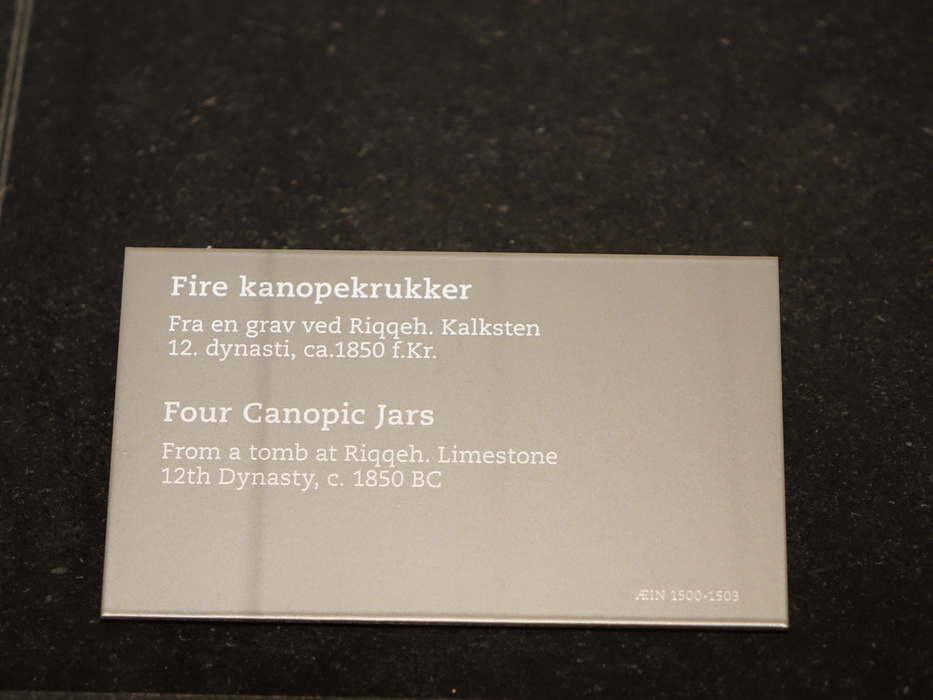 Fire kanopekrukker
Fra en grav ved Riqqeh. Kalksten
12. dynasti, ca.1850 f.Kr.
Four Canopic Jars
From a tomb at Riqqeh. Limestone
12th Dynasty, c. 1850 BC
ÆIN 1500-1503